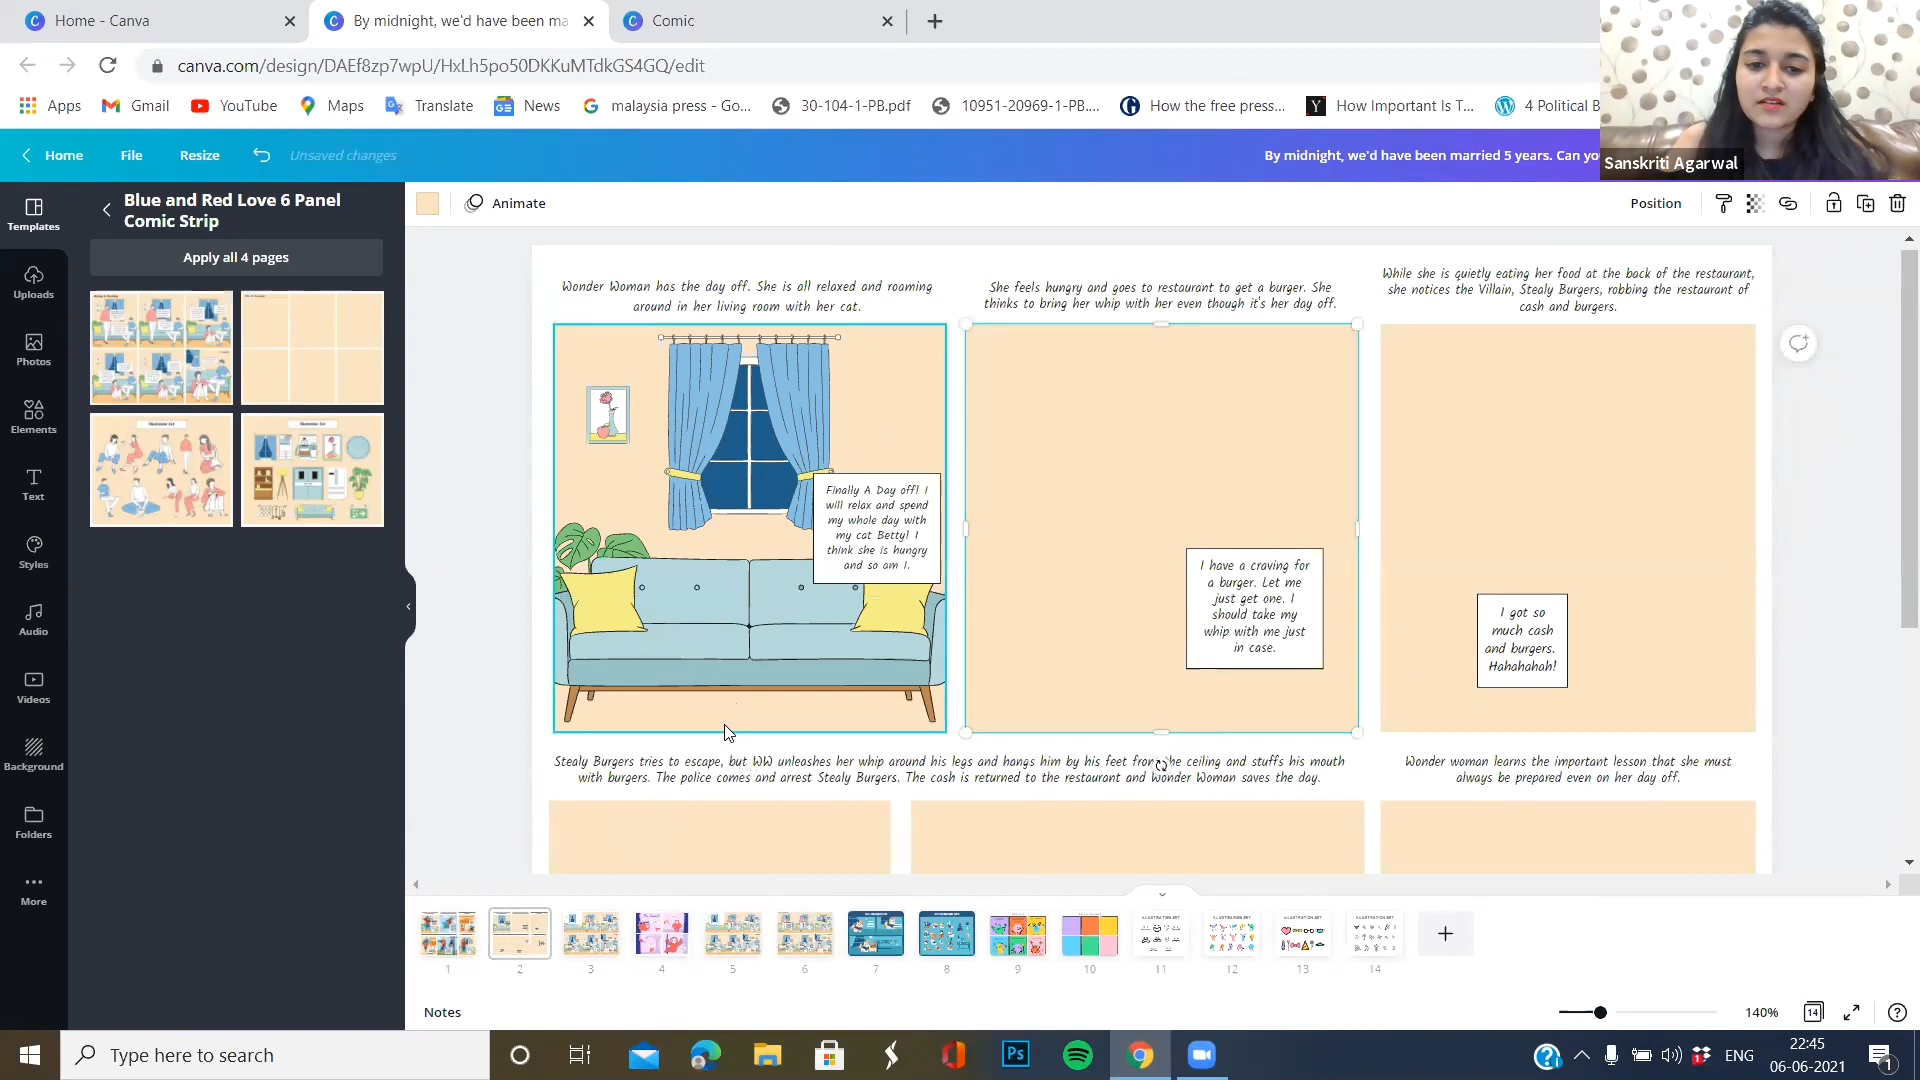 Home - Canva
By midnight, we'd have been ma
Comic
canva.com/design/DAEf8zp7wpU/HxLh5po50DKKuMTdkGS4GQ/edit
Apps
Gmail
YouTube
Maps
Translate
News
malaysia press - Go...
30-104-1-PB.pdf
10951-20969-1-PB....
How the free press...
How Important Is T...
4 Political B
Sanskriti Agarwal
Home
File
Resize
Unsaved changes
By midnight, we'd have been married 5 years. Can yo
Templates
Uploads
Photos
Elements
Text
Styles
Audio
Videos
Background
Folders
More
Blue and Red Love 6 Panel
Comic Strip
Apply all 4 pages
Animate
Position
Wonder Woman has the day off. She is all relaxed and roaming
around in her living room with her cat.
She feels hungry and goes to restaurant to get a burger. She
thinks to bring her whip with her even though it's her day off.
While she is quietly eating her food at the back of the restaurant,
she notices the Villain, Stealy Burgers, robbing the restaurant of
cash and burgers.
Finally A Day off! I
will relax and spend
my whole day with
my cat Betty! I
think she is hungry
and so am I.
I have a craving for
a burger. Let me
just get one. I
should take my
whip with me just
in case.
I got so
much cash
and burgers.
Hahahahah!
Stealy Burgers tries to escape, but WW unleashes her whip around his legs and hangs him by his feet from the ceiling and stuffs his mouth
with burgers. The police comes and arrest Stealy Burgers. The cash is returned to the restaurant and Wonder Woman saves the day.
Wonder woman learns the important lesson that she must
always be prepared even on her day off.
1
2
3
4
5
6
7
8
9
10
11
12
13
14
ILLUSTRATION SET
ILLUSTRATION SET
ILLUSTRATION SET
ILLUSTRATION SET
Notes
140%
14
Type here to search
Ps
ENG
22:45
06-06-2021
1